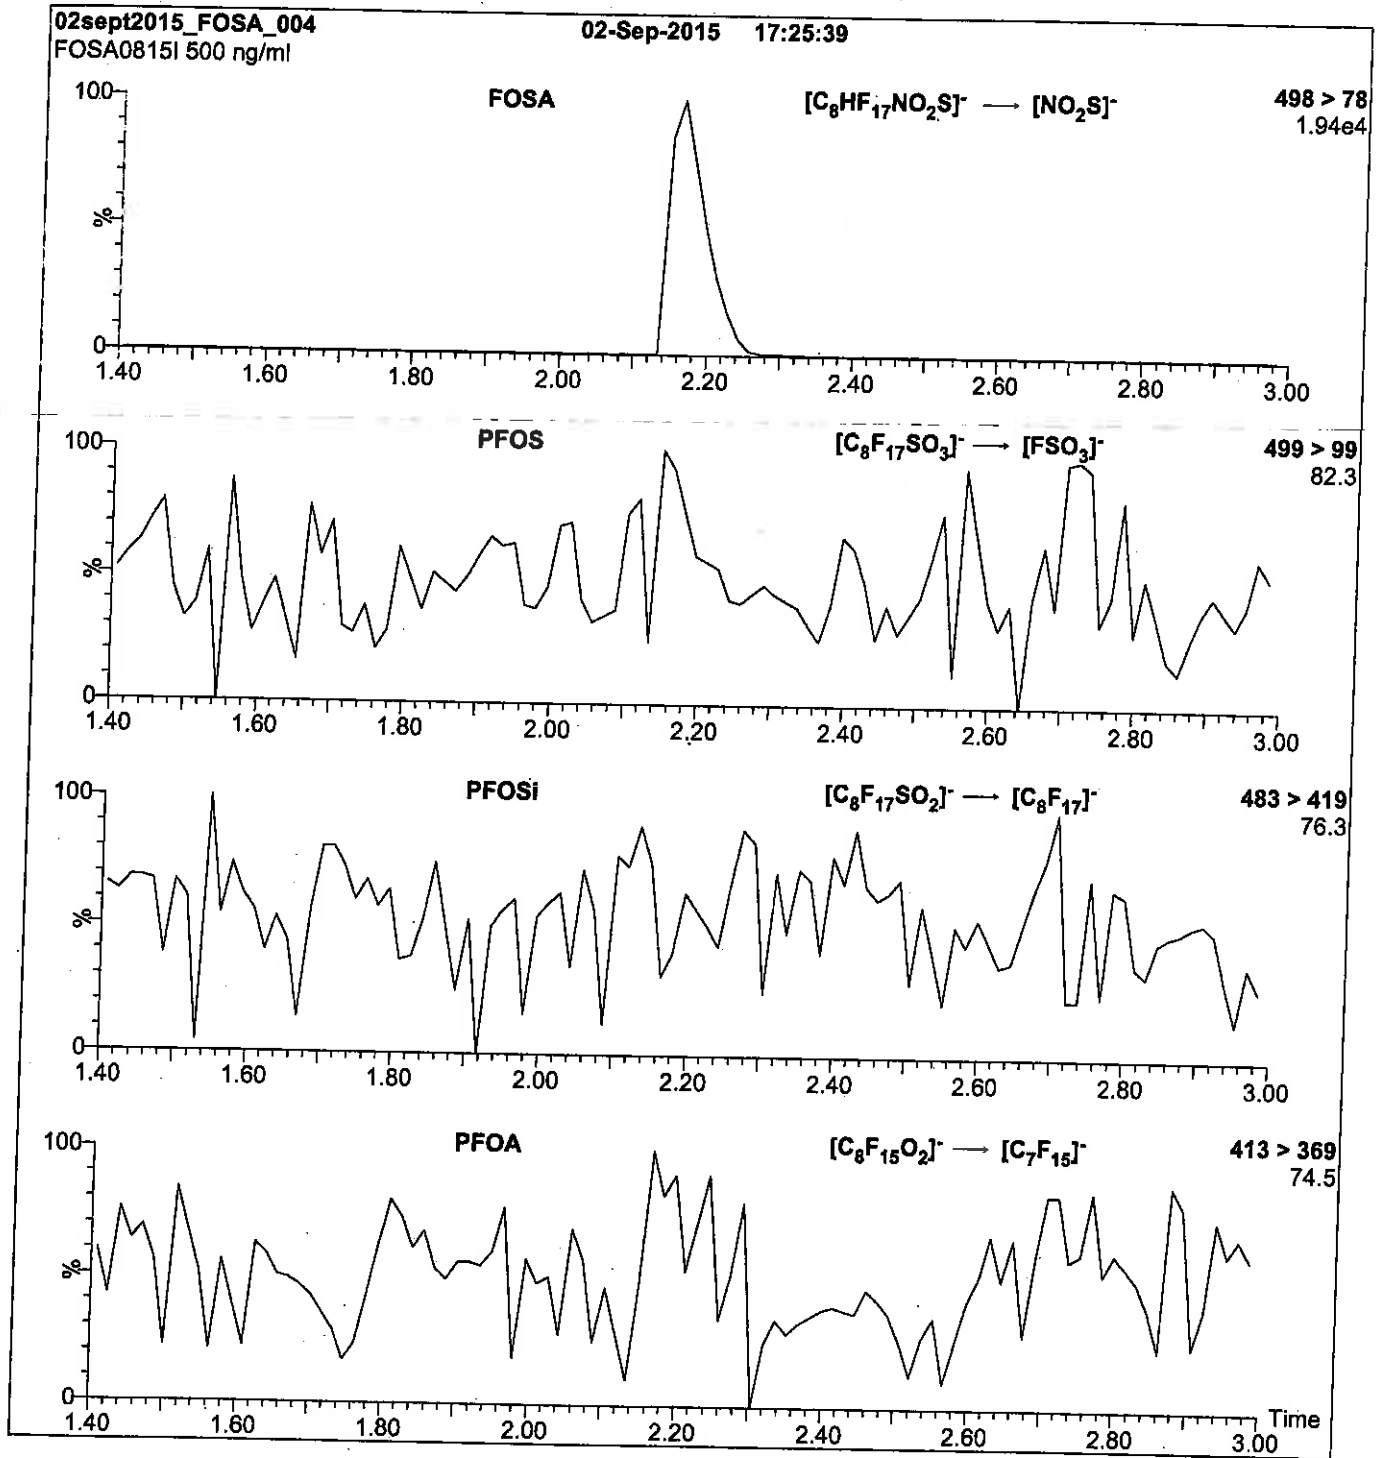 02sept2015_FOSA_004 02-Sep-2015 17:25:39
FOSA0815I 500 ng/ml
100
FOSA
[C₈HF₁₇NO₂S]⁻ → [NO₂S]⁻
498 > 78
1.94e4
%
0
1.40 1.60 1.80 2.00 2.20 2.40 2.60 2.80 3.00
100
PFOS
[C₈F₁₇SO₃]⁻ → [FSO₃]⁻
499 > 99
82.3
%
0
1.40 1.60 1.80 2.00 2.20 2.40 2.60 2.80 3.00
100
PFOSi
[C₈F₁₇SO₂]⁻ → [C₈F₁₇]⁻
483 > 419
76.3
%
0
1.40 1.60 1.80 2.00 2.20 2.40 2.60 2.80 3.00
100
PFOA
[C₈F₁₅O₂]⁻ → [C₇F₁₅]⁻
413 > 369
74.5
%
0
Time
1.40 1.60 1.80 2.00 2.20 2.40 2.60 2.80 3.00